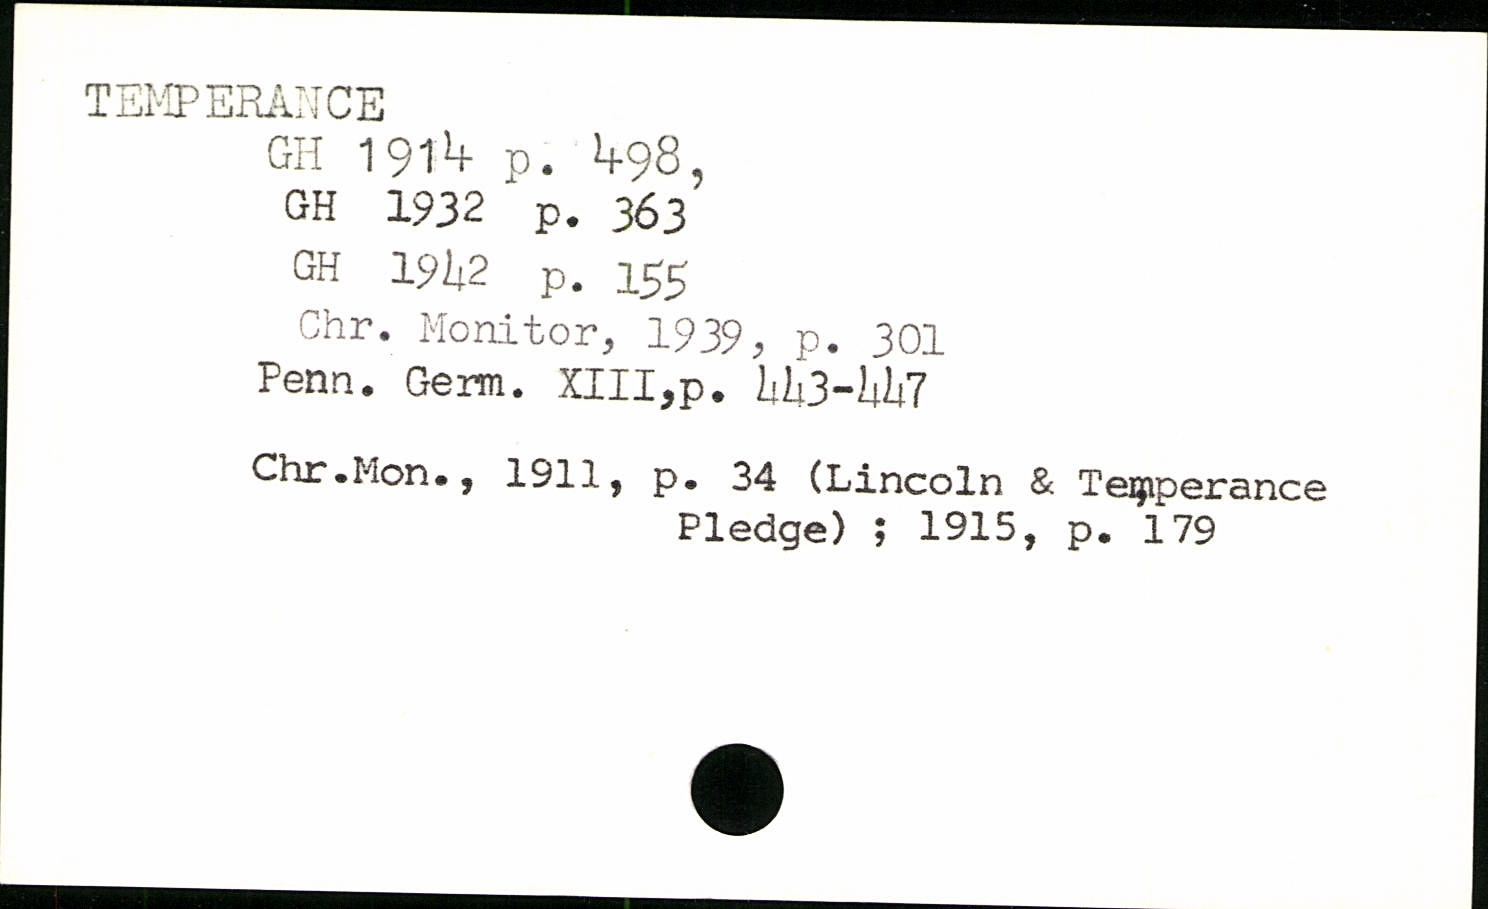 TEMPERANCE
GH 1914 p. 498,
GH 1932 p. 363
GH 1942 p. 155
Chr. Monitor, 1939, p. 301
Penn. Germ. XIII,p. 443-447
Chr.Mon., 1911, p. 34 (Lincoln & Temperance
Pledge) ; 1915, p. 179